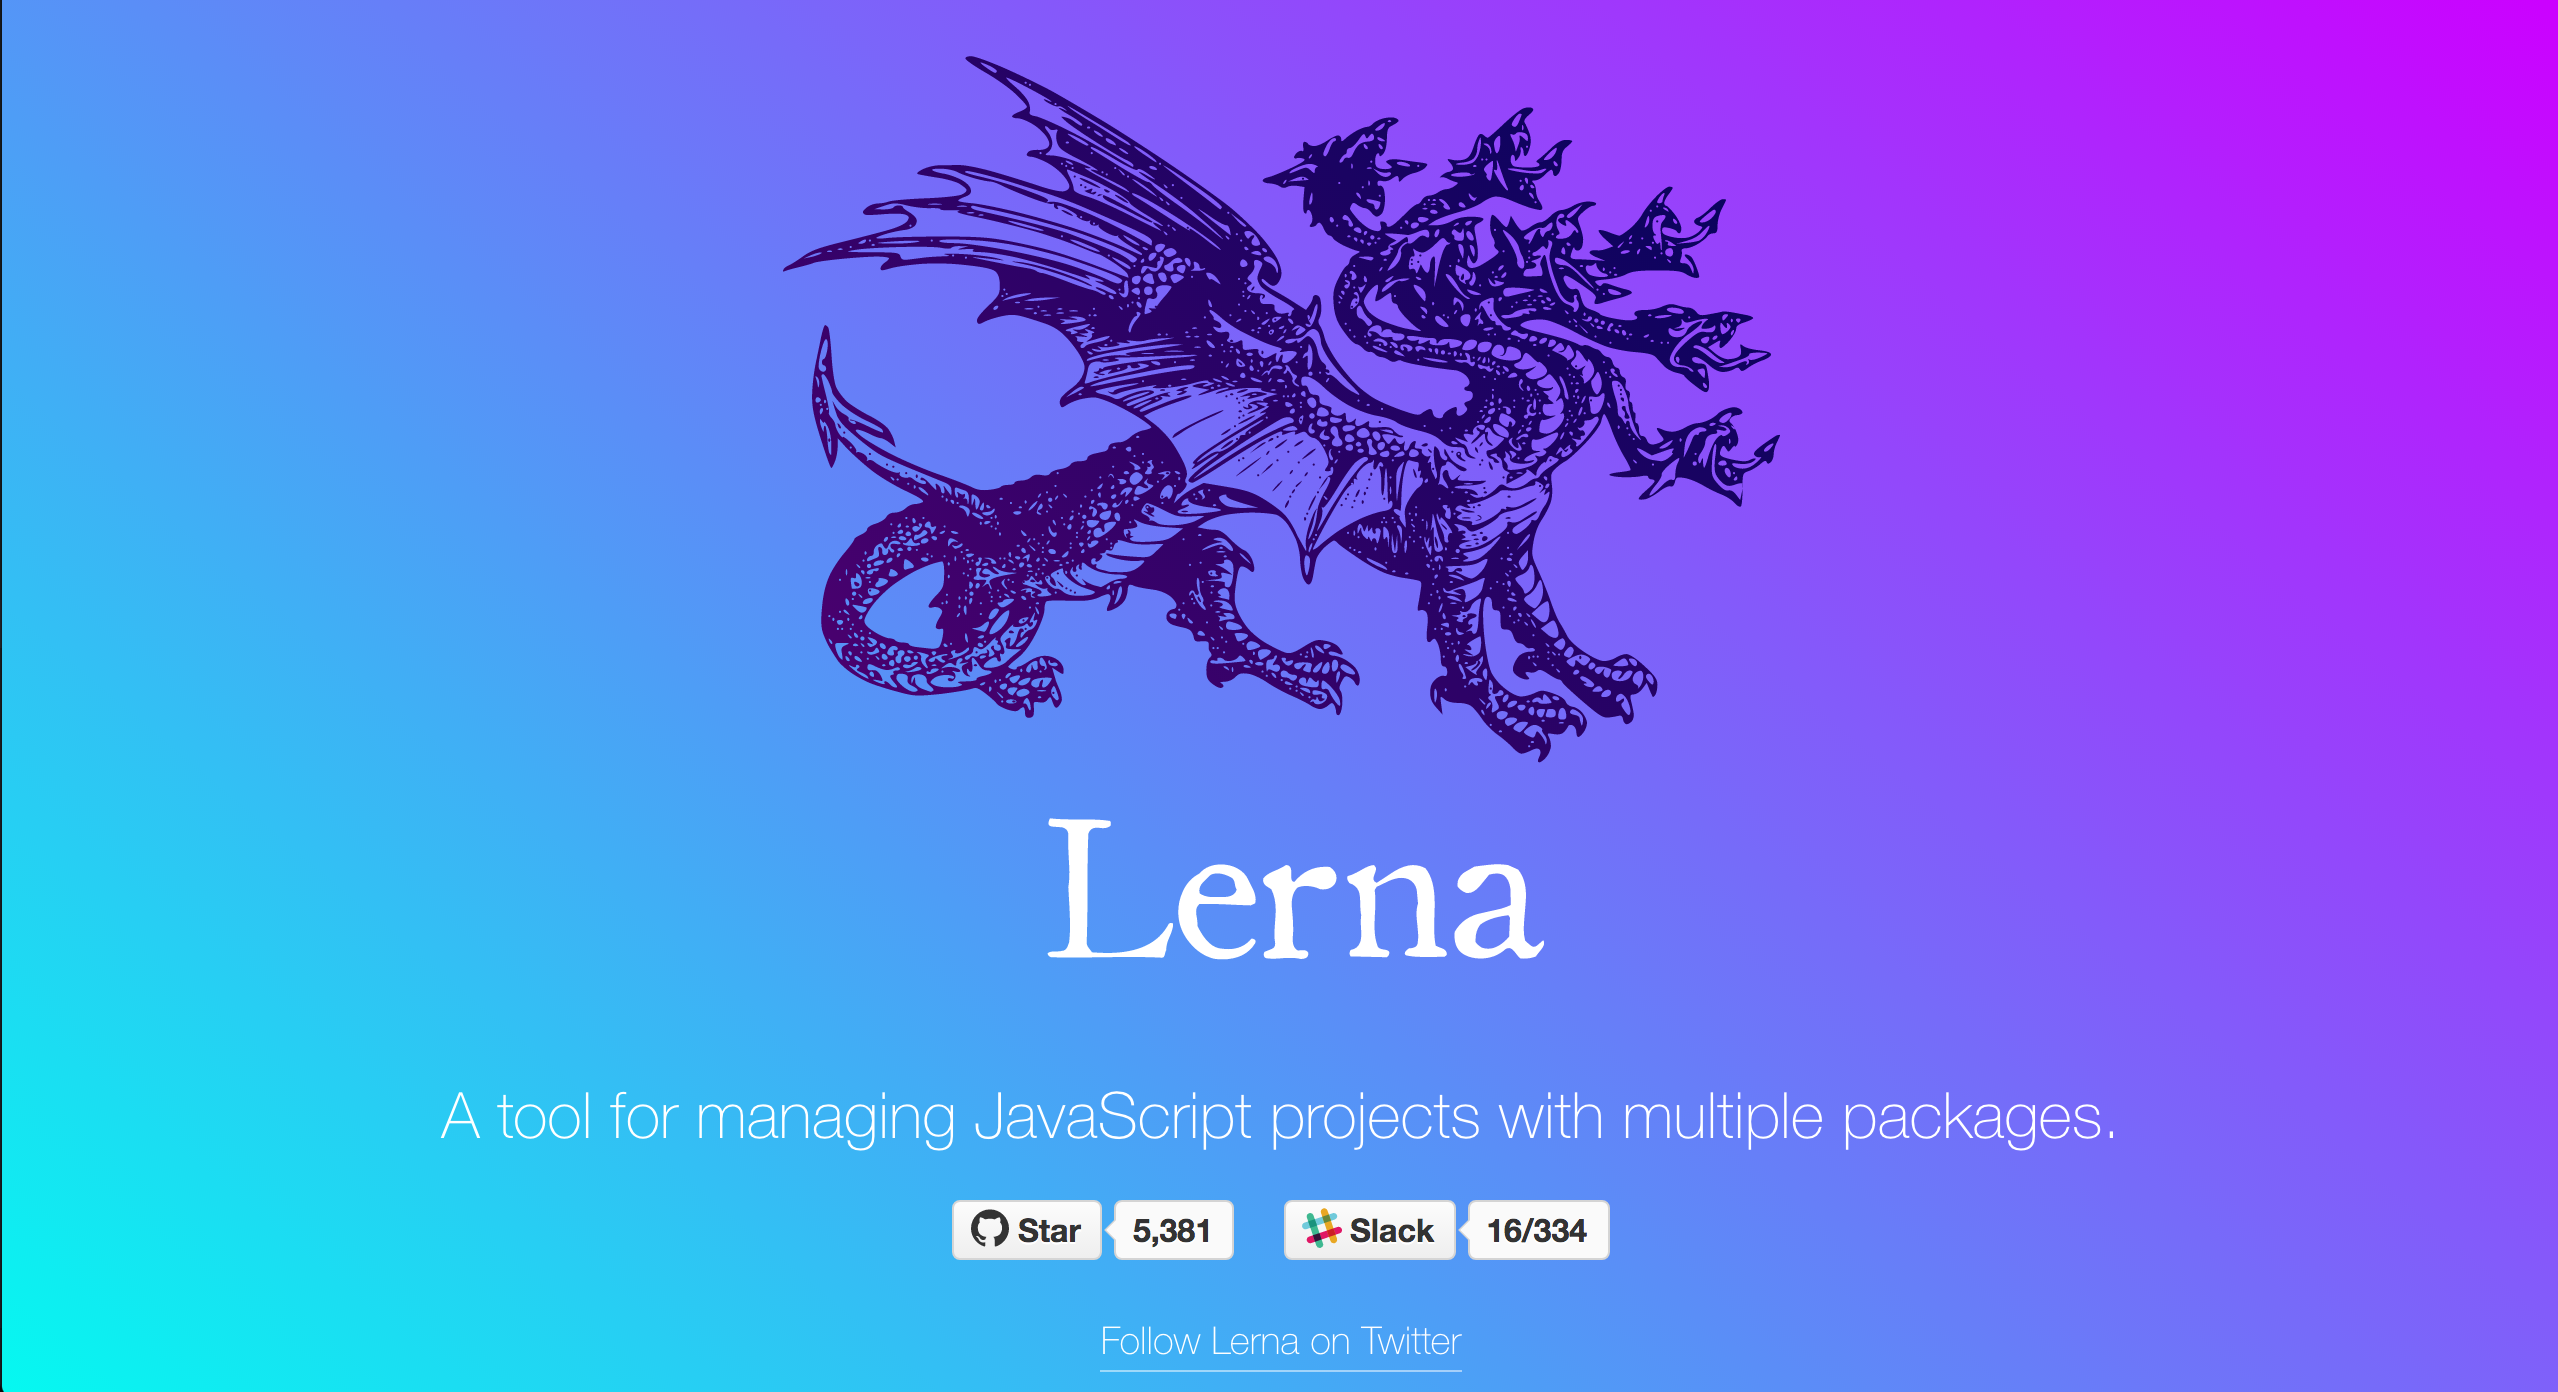 Lerna
A tool for managing JavaScript projects with multiple packages.
Star 5,381 Slack 16/334
Follow Lerna on Twitter